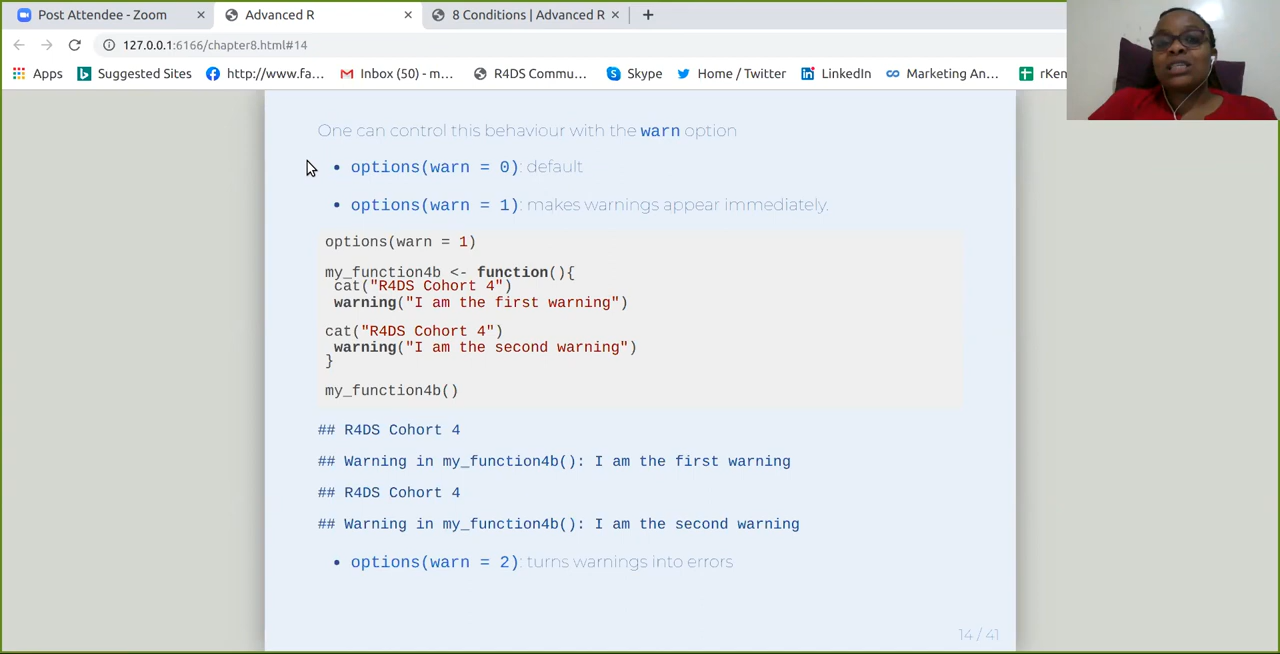 Post Attendee - Zoom
Advanced R
8 Conditions | Advanced R
127.0.0.1:6166/chapter8.html#14
Apps
Suggested Sites
http://www.fa...
Inbox (50) - m...
R4DS Commu...
Skype
Home / Twitter
LinkedIn
Marketing An...
rKem
One can control this behaviour with the warn option
• options(warn = 0): default
• options(warn = 1): makes warnings appear immediately.
options(warn = 1)
my_function4b <- function(){
cat("R4DS Cohort 4")
warning("I am the first warning")
cat("R4DS Cohort 4")
warning("I am the second warning")
}
my_function4b()
## R4DS Cohort 4
## Warning in my_function4b(): I am the first warning
## R4DS Cohort 4
## Warning in my_function4b(): I am the second warning
• options(warn = 2): turns warnings into errors
14 / 41